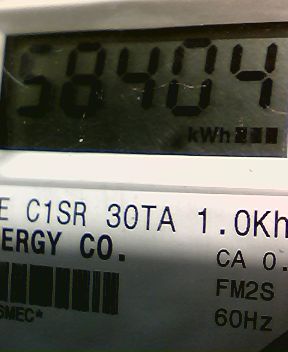 58404
kWh
E C1SR 30TA 1.0Kh
ERGY CO.
CA 0.
FM2S
60Hz
SMEC*